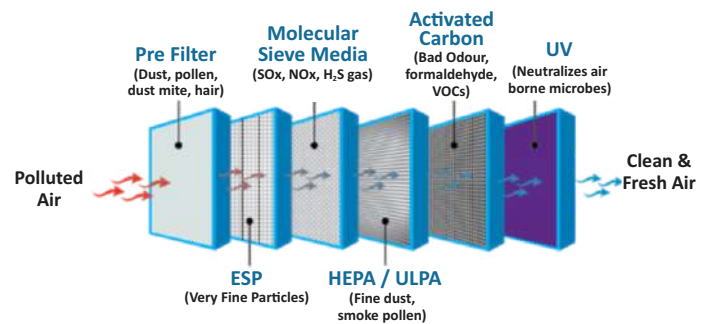 Pre Filter
(Dust, pollen,
dust mite, hair)
Molecular
Sieve Media
(SOx, NOx, H₂S gas)
Activated
Carbon
(Bad Odour,
formaldehyde,
VOCs)
UV
(Neutralizes air
borne microbes)
Polluted
Air
Clean &
Fresh Air
ESP
(Very Fine Particles)
HEPA / ULPA
(Fine dust,
smoke pollen)